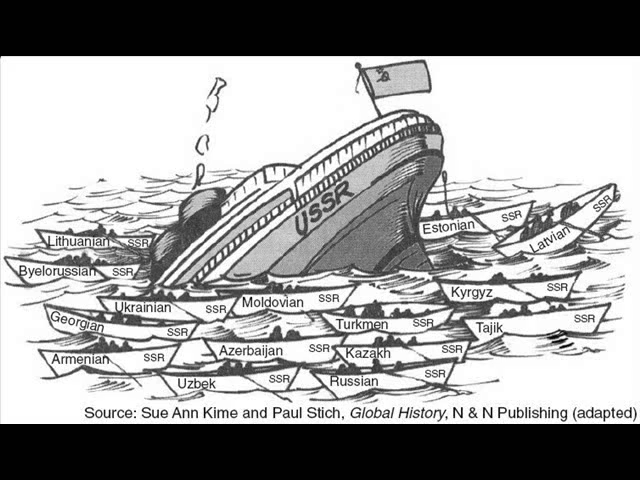 USSR
Estonian SSR
Latvian SSR
Lithuanian SSR
Byelorussian SSR
Ukrainian SSR
Moldovian SSR
Kyrgyz SSR
Georgian SSR
Turkmen SSR
Tajik SSR
Armenian SSR
Azerbaijan SSR
Kazakh SSR
Uzbek SSR
Russian SSR
Source: Sue Ann Kime and Paul Stich, Global History, N & N Publishing (adapted)